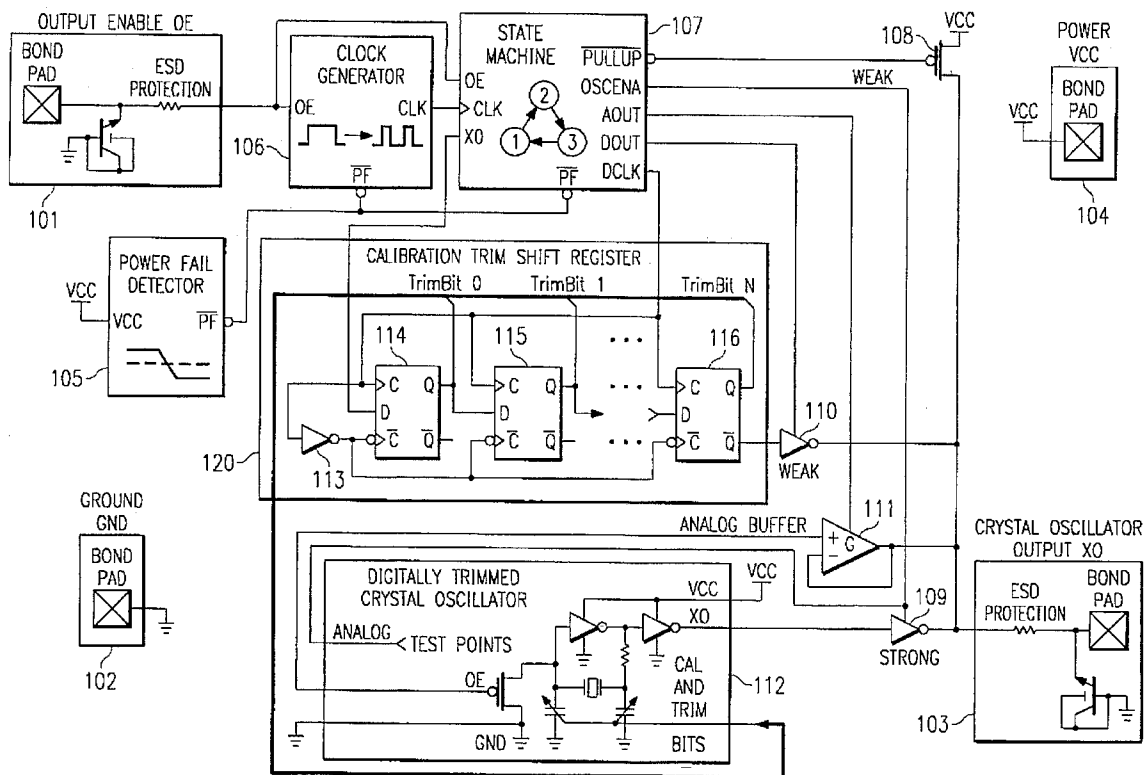 OUTPUT ENABLE OE
BOND PAD
ESD PROTECTION
101
CLOCK GENERATOR
OE
CLK
PF
106
STATE MACHINE
107
OE
CLK
XO
1
2
3
PF
PULLUP
OSCENA
AOUT
DOUT
DCLK
WEAK
108
VCC
POWER VCC
VCC
BOND PAD
104
POWER FAIL DETECTOR
VCC
VCC
PF
105
CALIBRATION TRIM SHIFT REGISTER
TrimBit 0
TrimBit 1
TrimBit N
114
C
Q
D
C
Q
115
C
Q
D
C
Q
116
C
Q
D
C
Q
113
120
110
WEAK
GROUND GND
BOND PAD
102
ANALOG BUFFER
+
−
G
111
DIGITALLY TRIMMED CRYSTAL OSCILLATOR
VCC
VCC
XO
ANALOG
TEST POINTS
OE
GND
CAL AND TRIM BITS
112
109
STRONG
CRYSTAL OSCILLATOR OUTPUT XO
ESD PROTECTION
BOND PAD
103